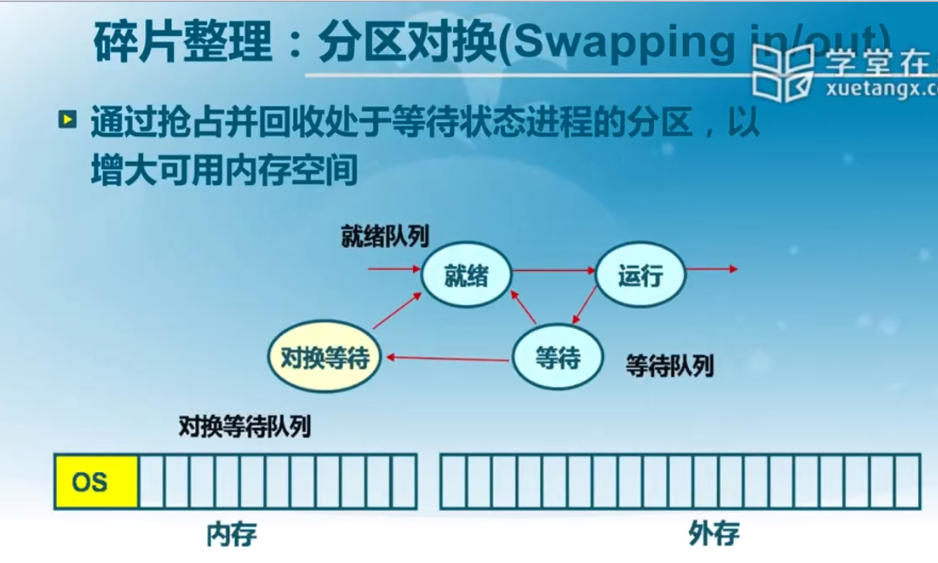 碎片整理：分区对换(Swapping in/out)
学堂在
xuetangx.c
通过抢占并回收处于等待状态进程的分区，以
增大可用内存空间
就绪队列
就绪
运行
对换等待
等待
等待队列
对换等待队列
OS
内存
外存